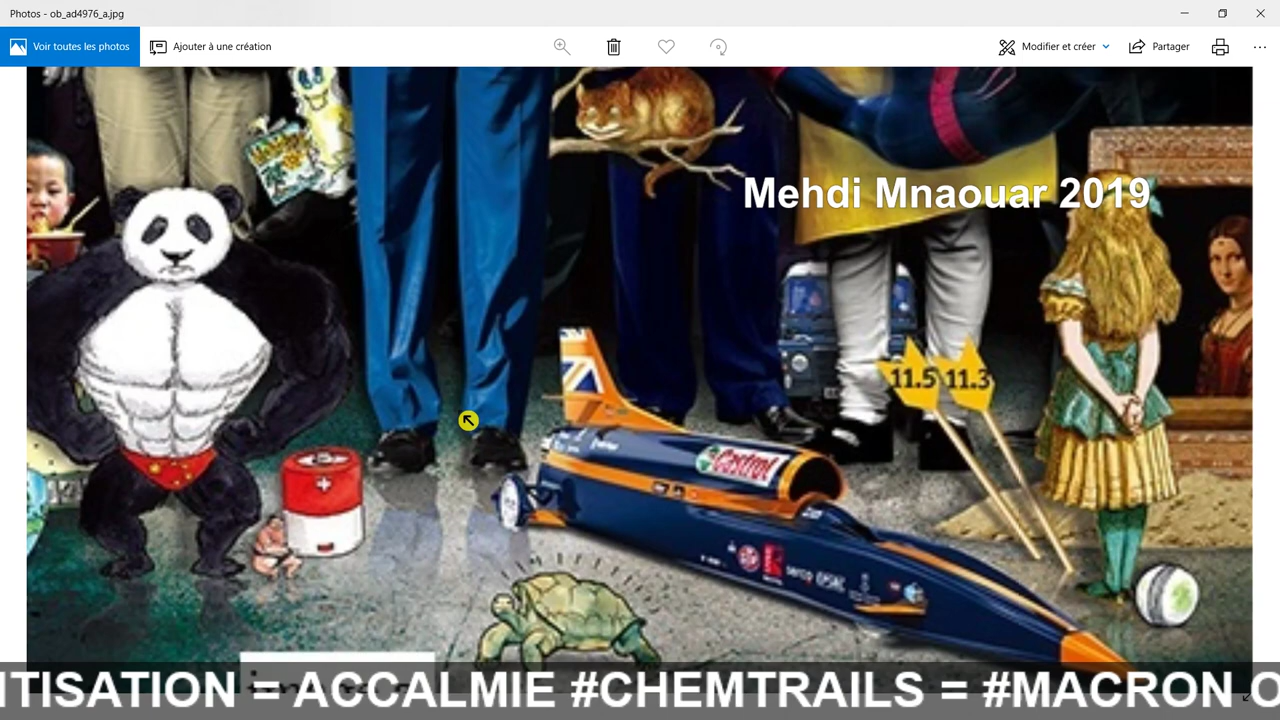 Photos - ob_ad4976_a.jpg
Voir toutes les photos
Ajouter à une création
Modifier et créer
Partager
Mehdi Mnaouar 2019
11.5
11.3
Castrol
serco
TISATION = ACCALMIE #CHEMTRAILS = #MACRON